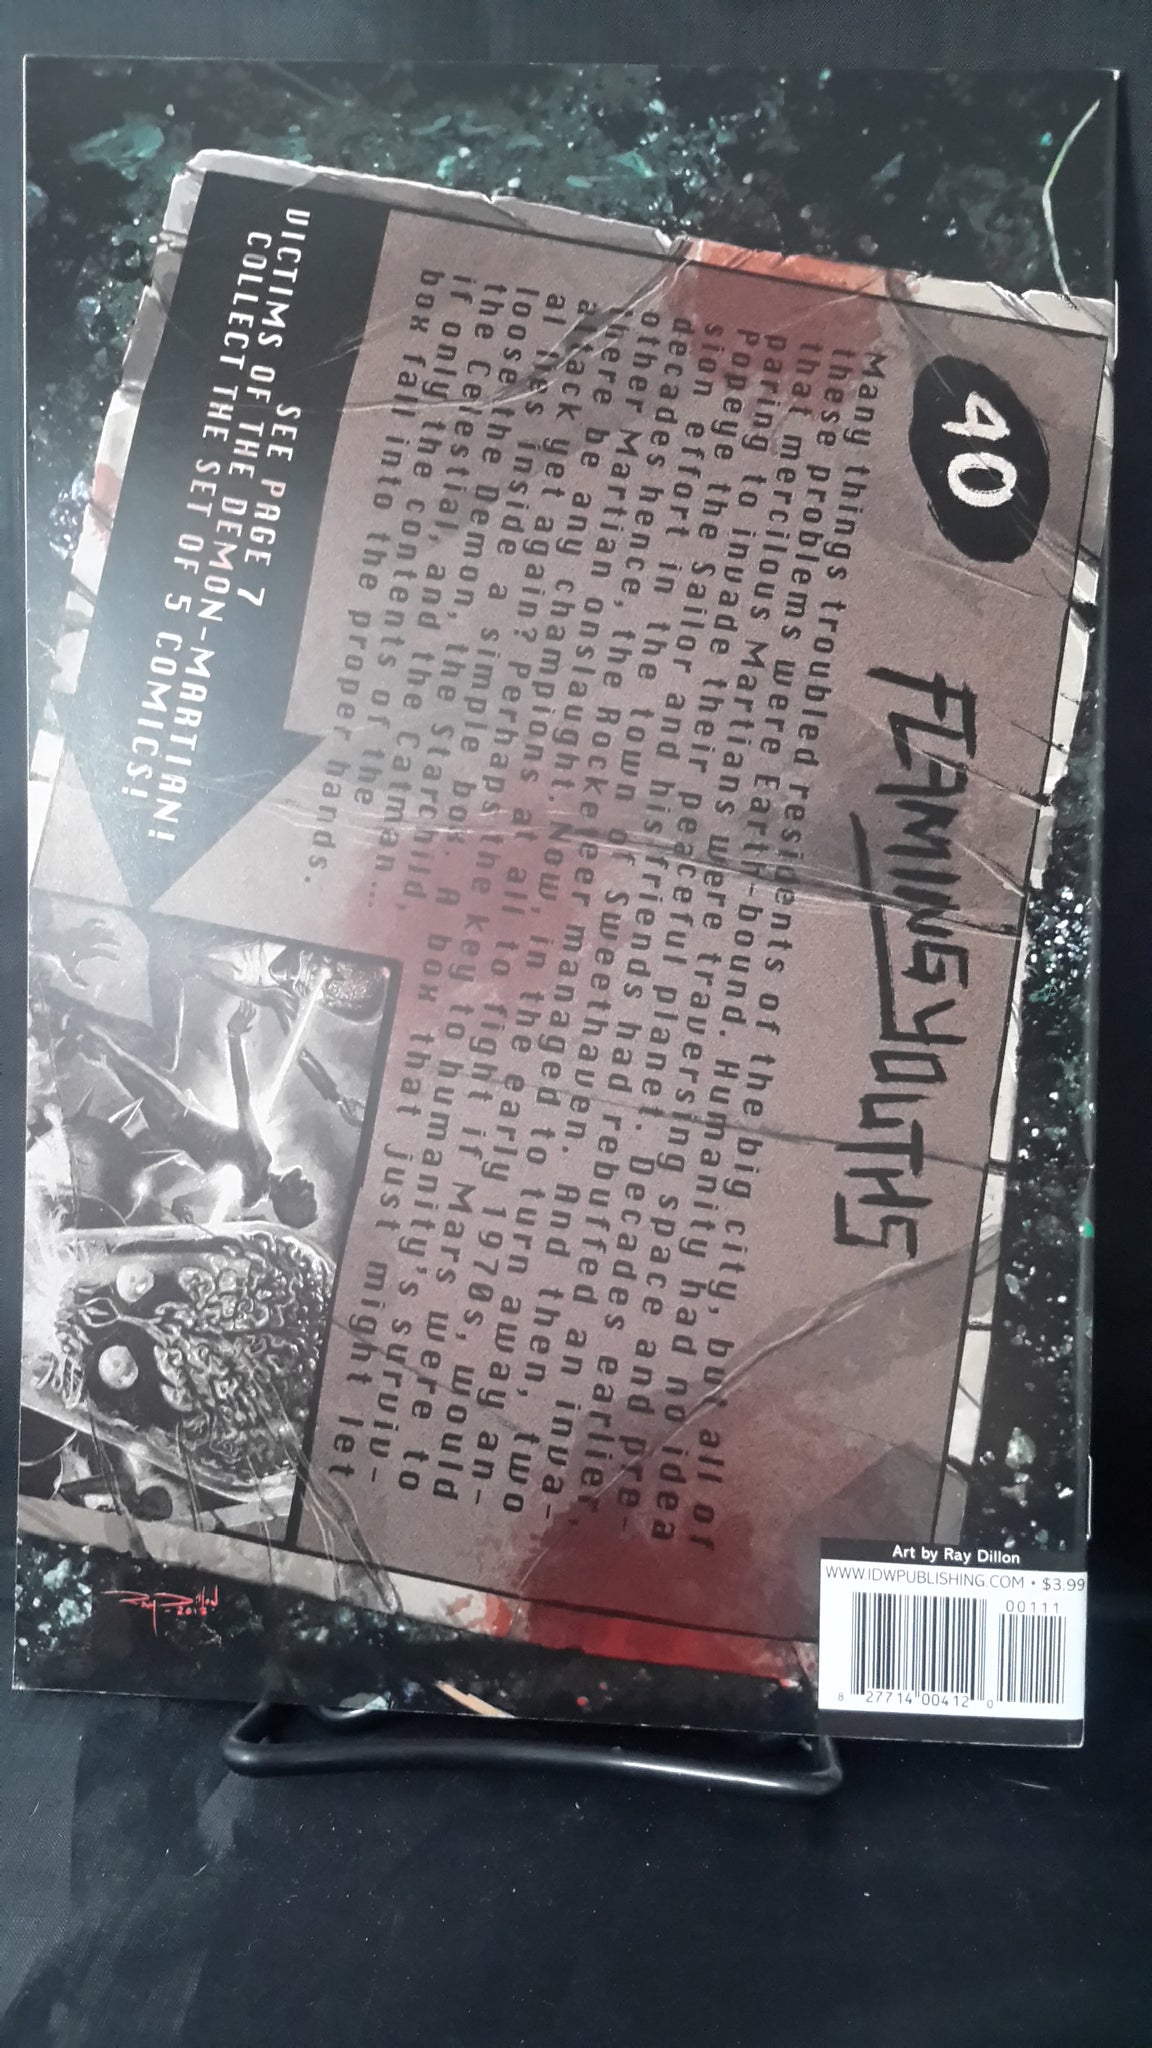 40
FLAMING YOUTHS
Many things troubled residents of the big city, but all of
these problems were Earth-bound. Humanity had no idea
that mercilous Martians were traversing space and pre-
paring to invade their peaceful planet. Decades earlier,
Popeye the Sailor and his friends had rebuffed an inva-
sion effort in the town of Sweethaven. And then, two
decades hence, the Rocketeer managed to turn away an-
other Martian onslaught. Now, in the early 1970s, would
there be any champions at all to fight if Mars were to
attack yet again? Perhaps the key to humanity's surviv-
al lies inside a simple box. A box that just might let
loose the Demon, the Starchild,
the Celestial, and the Catman...
if only the contents of the
box fall into the proper hands.
SEE PAGE 7
VICTIMS OF THE DEMON-MARTIAN!
COLLECT THE SET OF 5 COMICS!
Art by Ray Dillon
WWW.IDWPUBLISHING.COM • $3.99
00111
8 27714 00412 0
Ray Dillon
2012